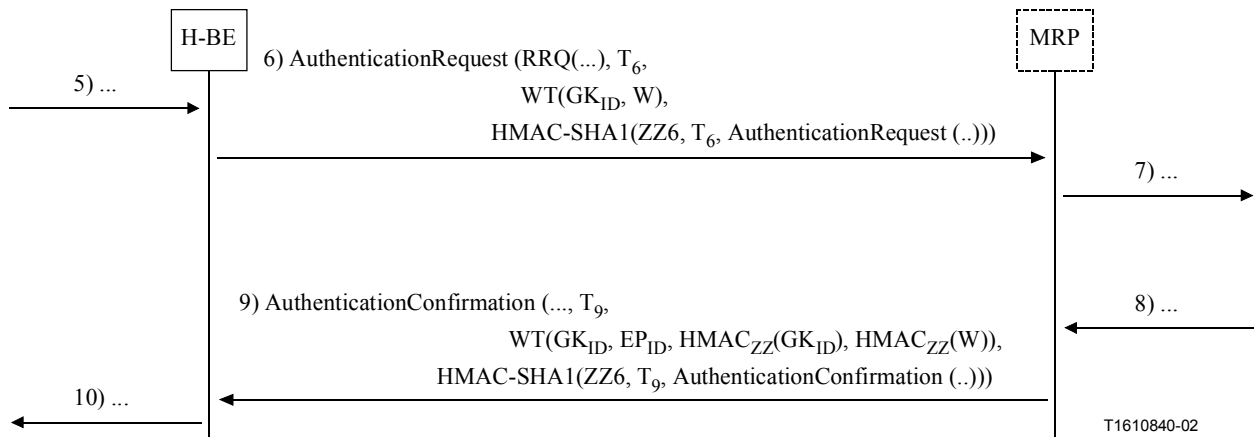 H-BE
MRP
6) AuthenticationRequest (RRQ(...), T6,
WT(GKID, W),
HMAC-SHA1(ZZ6, T6, AuthenticationRequest (..)))
5) ...
7) ...
9) AuthenticationConfirmation (..., T9,
WT(GKID, EPID, HMACZZ(GKID), HMACZZ(W)),
HMAC-SHA1(ZZ6, T9, AuthenticationConfirmation (..)))
8) ...
10) ...
T1610840-02